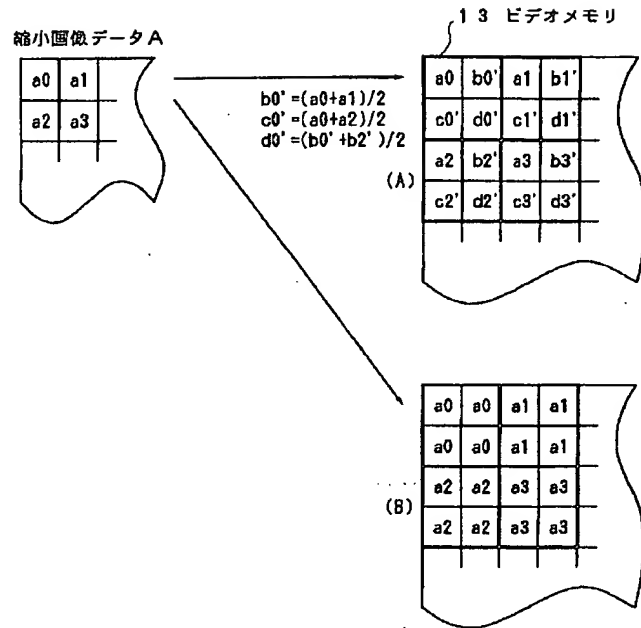 縮小画像データA
a0 a1
a2 a3
b0'=(a0+a1)/2
c0'=(a0+a2)/2
d0'=(b0'+b2')/2
13 ビデオメモリ
a0 b0' a1 b1'
c0' d0' c1' d1'
a2 b2' a3 b3'
c2' d2' c3' d3'
(A)
a0 a0 a1 a1
a0 a0 a1 a1
a2 a2 a3 a3
a2 a2 a3 a3
(B)